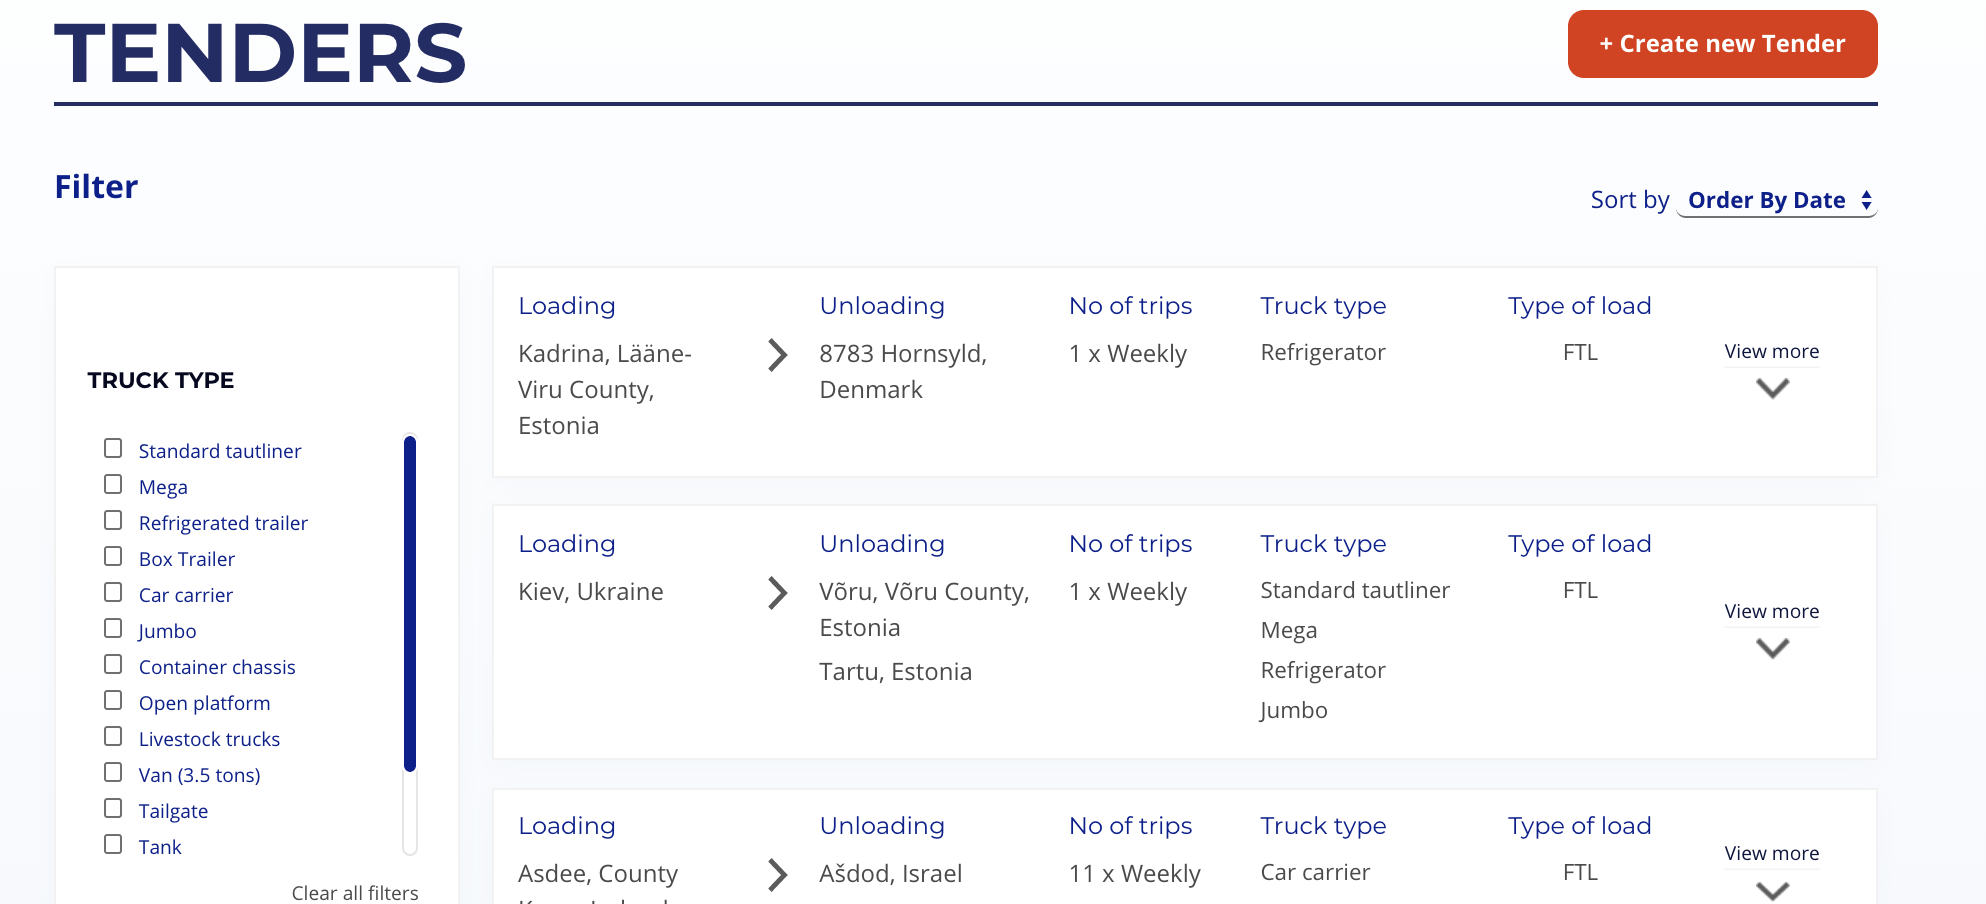 TENDERS
+ Create new Tender
Filter
Sort by Order By Date
TRUCK TYPE
Standard tautliner
Mega
Refrigerated trailer
Box Trailer
Car carrier
Jumbo
Container chassis
Open platform
Livestock trucks
Van (3.5 tons)
Tailgate
Tank
Clear all filters
Loading
Kadrina, Lääne-
Viru County,
Estonia
Unloading
8783 Hornsyld,
Denmark
No of trips
1 x Weekly
Truck type
Refrigerator
Type of load
FTL
View more
Loading
Kiev, Ukraine
Unloading
Võru, Võru County,
Estonia
Tartu, Estonia
No of trips
1 x Weekly
Truck type
Standard tautliner
Mega
Refrigerator
Jumbo
Type of load
FTL
View more
Loading
Asdee, County
Unloading
Ašdod, Israel
No of trips
11 x Weekly
Truck type
Car carrier
Type of load
FTL
View more